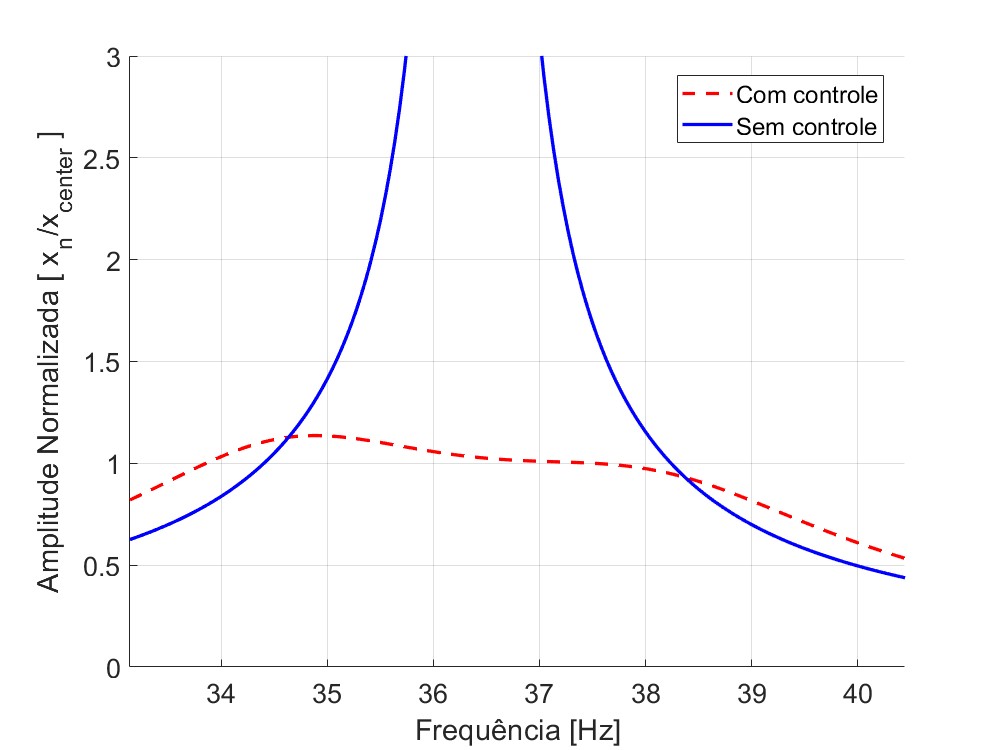 3
2.5
2
1.5
1
0.5
0
34 35 36 37 38 39 40
Frequência [Hz]
Amplitude Normalizada [ x_n/x_center ]
Com controle
Sem controle